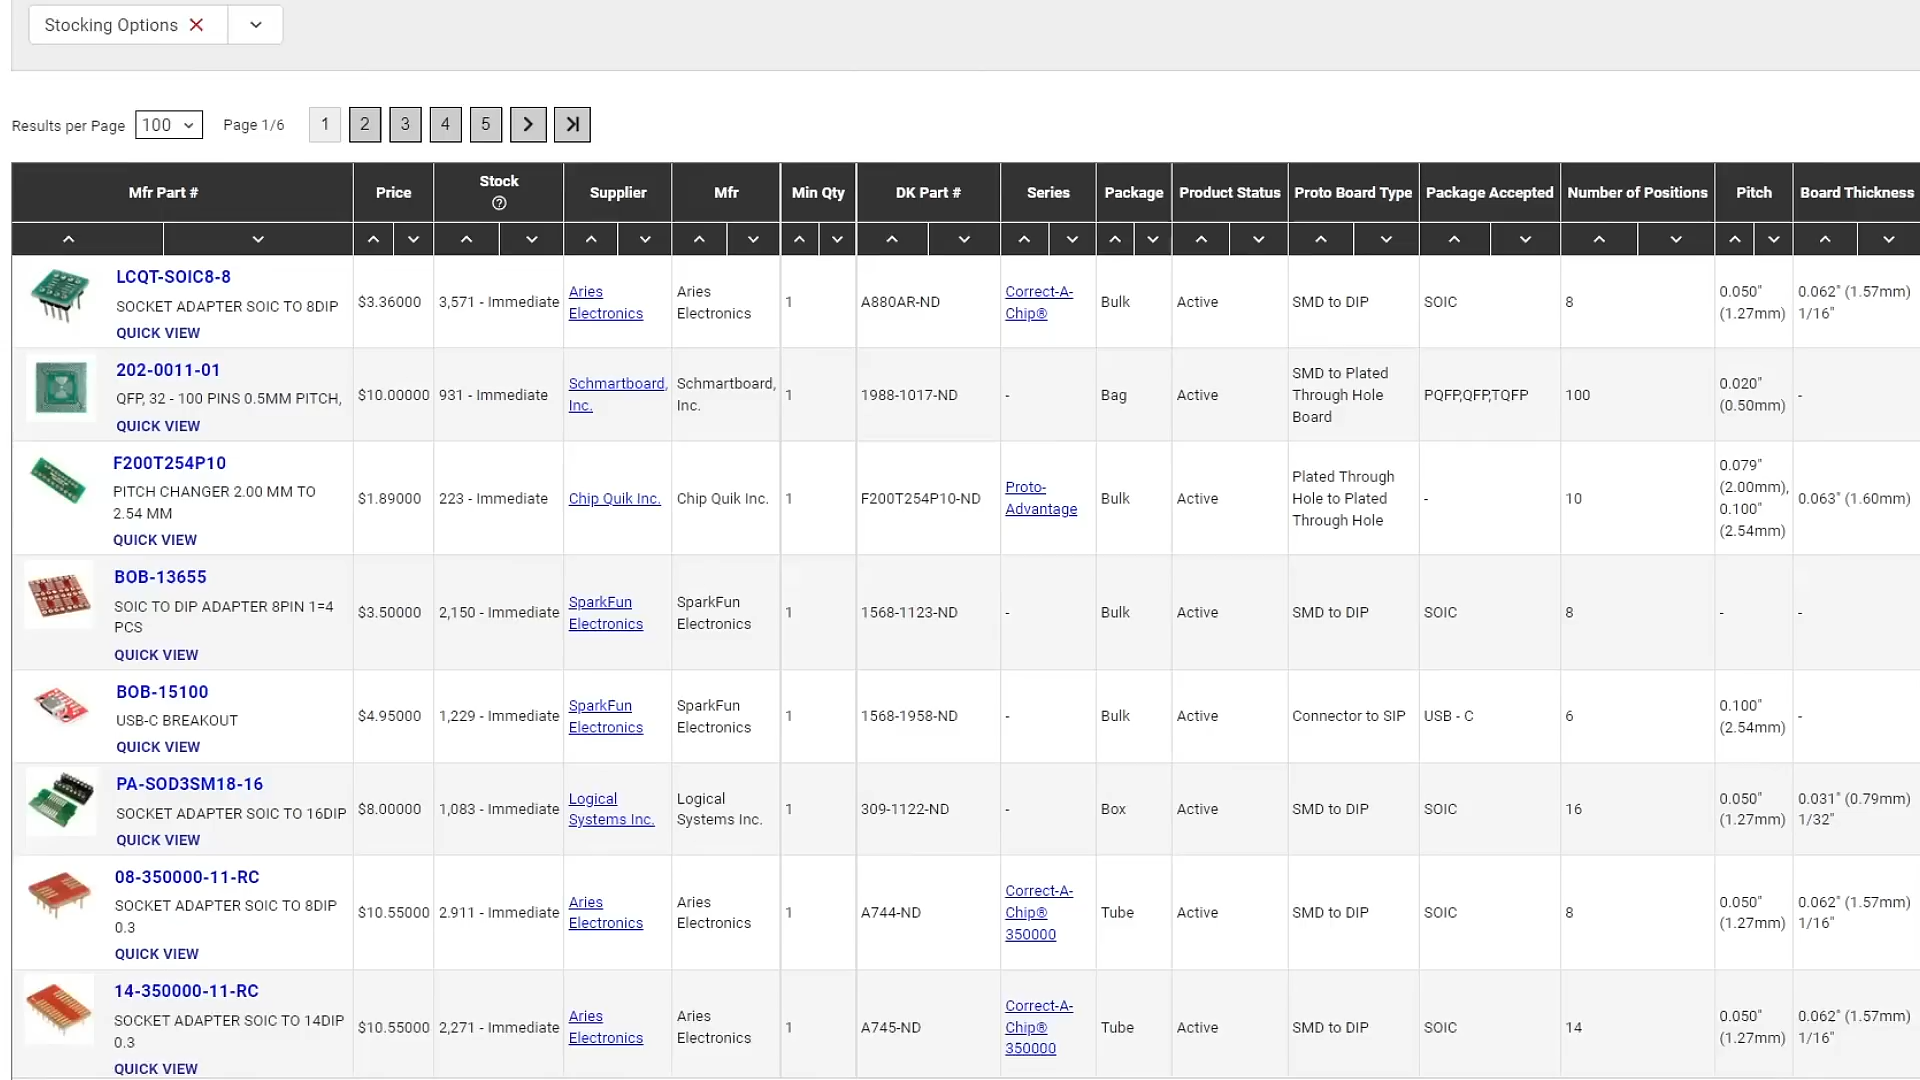 Stocking Options
Results per Page 100 Page 1/6 1 2 3 4 5
Mfr Part # Price Stock Supplier Mfr Min Qty DK Part # Series Package Product Status Proto Board Type Package Accepted Number of Positions Pitch Board Thickness
LCQT-SOIC8-8
SOCKET ADAPTER SOIC TO 8DIP
QUICK VIEW
$3.36000
3,571 - Immediate
Aries
Electronics
Aries
Electronics
1
A880AR-ND
Correct-A-
Chip®
Bulk
Active
SMD to DIP
SOIC
8
0.050"
(1.27mm)
0.062" (1.57mm)
1/16"
202-0011-01
QFP, 32 - 100 PINS 0.5MM PITCH,
QUICK VIEW
$10.00000
931 - Immediate
Schmartboard,
Inc.
Schmartboard,
Inc.
1
1988-1017-ND
-
Bag
Active
SMD to Plated
Through Hole
Board
PQFP,QFP,TQFP
100
0.020"
(0.50mm)
-
F200T254P10
PITCH CHANGER 2.00 MM TO
2.54 MM
QUICK VIEW
$1.89000
223 - Immediate
Chip Quik Inc.
Chip Quik Inc.
1
F200T254P10-ND
Proto-
Advantage
Bulk
Active
Plated Through
Hole to Plated
Through Hole
-
10
0.079"
(2.00mm),
0.100"
(2.54mm)
0.063" (1.60mm)
BOB-13655
SOIC TO DIP ADAPTER 8PIN 1=4
PCS
QUICK VIEW
$3.50000
2,150 - Immediate
SparkFun
Electronics
SparkFun
Electronics
1
1568-1123-ND
-
Bulk
Active
SMD to DIP
SOIC
8
-
-
BOB-15100
USB-C BREAKOUT
QUICK VIEW
$4.95000
1,229 - Immediate
SparkFun
Electronics
SparkFun
Electronics
1
1568-1958-ND
-
Bulk
Active
Connector to SIP
USB - C
6
0.100"
(2.54mm)
-
PA-SOD3SM18-16
SOCKET ADAPTER SOIC TO 16DIP
QUICK VIEW
$8.00000
1,083 - Immediate
Logical
Systems Inc.
Logical
Systems Inc.
1
309-1122-ND
-
Box
Active
SMD to DIP
SOIC
16
0.050"
(1.27mm)
0.031" (0.79mm)
1/32"
08-350000-11-RC
SOCKET ADAPTER SOIC TO 8DIP
0.3
QUICK VIEW
$10.55000
2.911 - Immediate
Aries
Electronics
Aries
Electronics
1
A744-ND
Correct-A-
Chip®
350000
Tube
Active
SMD to DIP
SOIC
8
0.050"
(1.27mm)
0.062" (1.57mm)
1/16"
14-350000-11-RC
SOCKET ADAPTER SOIC TO 14DIP
0.3
QUICK VIEW
$10.55000
2,271 - Immediate
Aries
Electronics
Aries
Electronics
1
A745-ND
Correct-A-
Chip®
350000
Tube
Active
SMD to DIP
SOIC
14
0.050"
(1.27mm)
0.062" (1.57mm)
1/16"